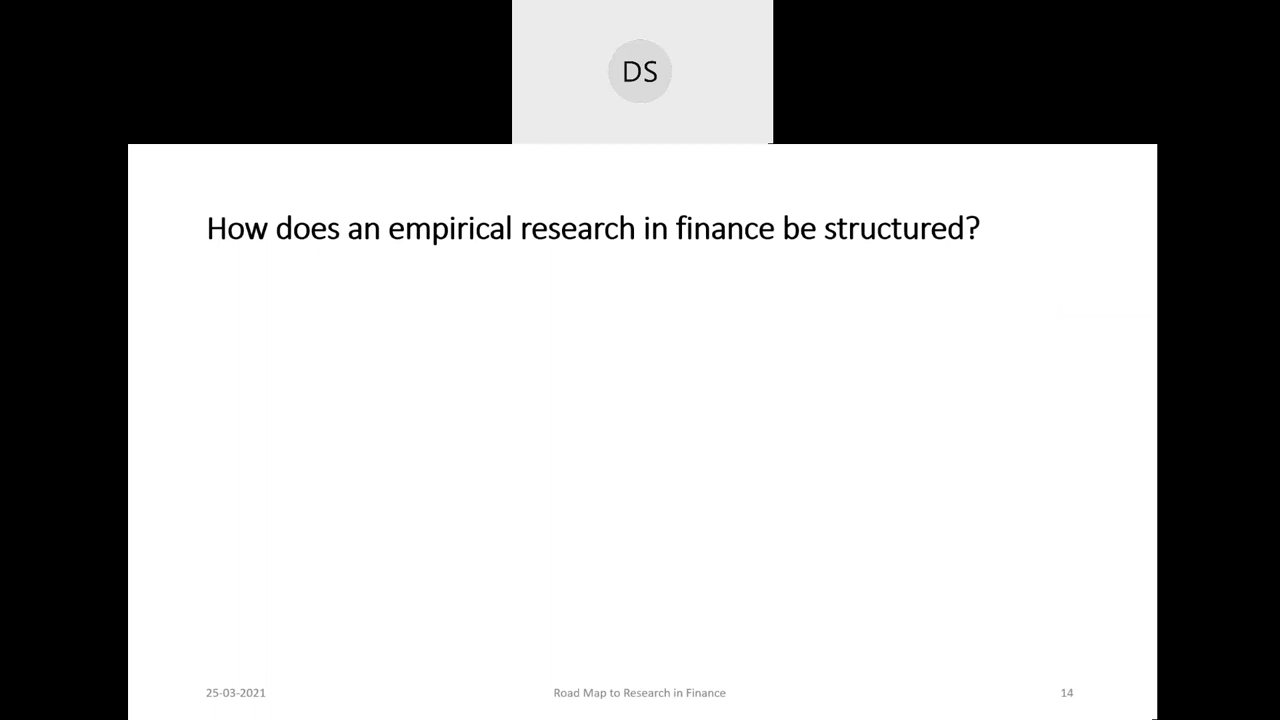 DS
How does an empirical research in finance be structured?
25-03-2021
Road Map to Research in Finance
14